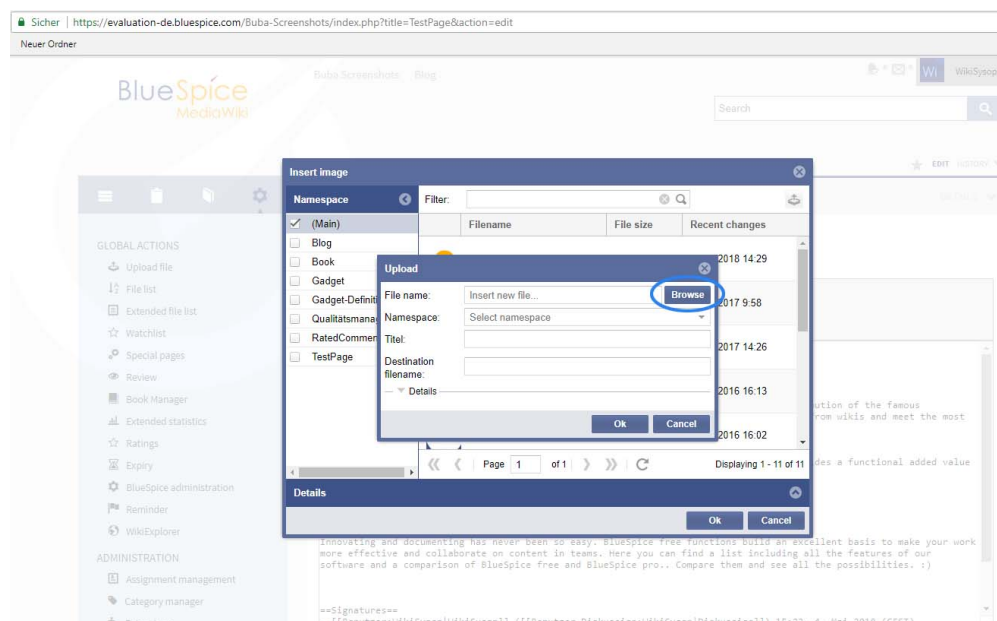 Sicher | https://evaluation-de.bluespice.com/Buba-Screenshots/index.php?title=TestPage&action=edit
Neuer Ordner
Buba Screenshots Blog
BlueSpice
MediaWiki
Wi WikiSysop
Search
EDIT HISTORY
Insert image
Namespace
(Main)
Blog
Book
Gadget
Gadget-Definiti
Qualitätsmana
RatedCommen
TestPage
Filter:
Filename File size Recent changes
2018 14:29
2017 9:58
2017 14:26
2016 16:13
2016 16:02
Upload
File name: Insert new file... Browse
Namespace: Select namespace
Titel:
Destination
filename:
Details
Ok Cancel
Page 1 of 1 Displaying 1 - 11 of 11
Details
Ok Cancel
GLOBAL ACTIONS
Upload file
File list
Extended file list
Watchlist
Special pages
Review
Book Manager
Extended statistics
Ratings
Expiry
BlueSpice administration
Reminder
WikiExplorer
ADMINISTRATION
Assignment management
Category manager
ution of the famous
from wikis and meet the most
des a functional added value
Innovating and documenting has never been so easy. BlueSpice free functions build an excellent basis to make your work
more effective and collaborate on content in teams. Here you can find a list including all the features of our
software and a comparison of BlueSpice free and BlueSpice pro.. Compare them and see all the possibilities. :)
==Signatures==